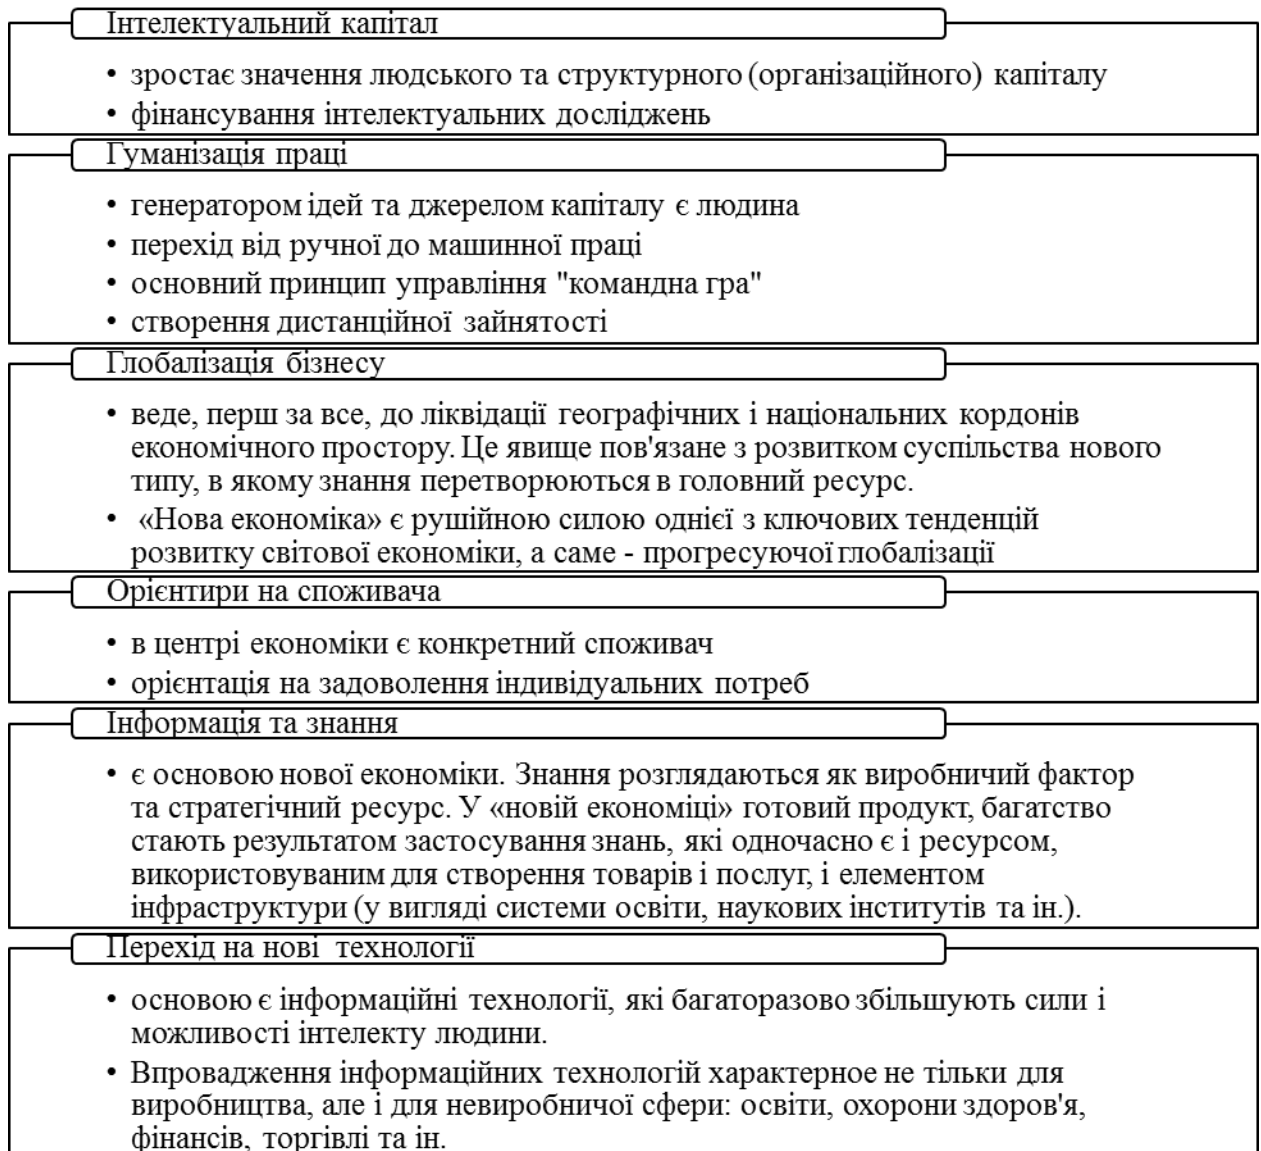 Інтелектуальний капітал
• зростає значення людського та структурного (організаційного) капіталу
• фінансування інтелектуальних досліджень
Гуманізація праці
• генератором ідей та джерелом капіталу є людина
• перехід від ручної до машинної праці
• основний принцип управління "командна гра"
• створення дистанційної зайнятості
Глобалізація бізнесу
• веде, перш за все, до ліквідації географічних і національних кордонів
економічного простору. Це явище пов'язане з розвитком суспільства нового
типу, в якому знання перетворюються в головний ресурс.
• «Нова економіка» є рушійною силою однієї з ключових тенденцій
розвитку світової економіки, а саме - прогресуючої глобалізації
Орієнтири на споживача
• в центрі економіки є конкретний споживач
• орієнтація на задоволення індивідуальних потреб
Інформація та знання
• є основою нової економіки. Знання розглядаються як виробничий фактор
та стратегічний ресурс. У «новій економіці» готовий продукт, багатство
стають результатом застосування знань, які одночасно є і ресурсом,
використовуваним для створення товарів і послуг, і елементом
інфраструктури (у вигляді системи освіти, наукових інститутів та ін.).
Перехід на нові технології
• основою є інформаційні технології, які багаторазово збільшують сили і
можливості інтелекту людини.
• Впровадження інформаційних технологій характерное не тільки для
виробництва, але і для невиробничої сфери: освіти, охорони здоров'я,
фінансів, торгівлі та ін.